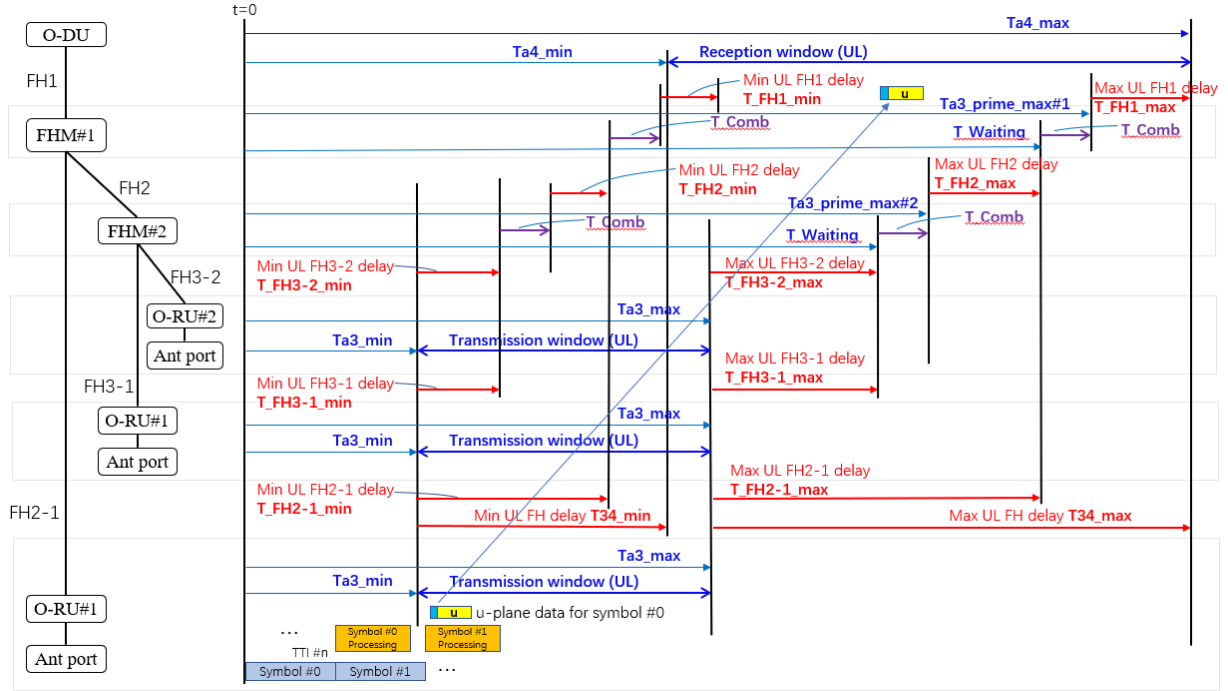 t=0
O-DU
Ta4_max
Ta4_min
Reception window (UL)
FH1
Min UL FH1 delay
T_FH1_min
u
Max UL FH1 delay
T_FH1_max
Ta3_prime_max#1
FHM#1
T_Comb
T_Waiting
T_Comb
FH2
Min UL FH2 delay
T_FH2_min
Max UL FH2 delay
T_FH2_max
Ta3_prime_max#2
FHM#2
T_Comb
T_Comb
T_Waiting
FH3-2
Min UL FH3-2 delay
T_FH3-2_min
Max UL FH3-2 delay
T_FH3-2_max
O-RU#2
Ta3_max
Ant port
Ta3_min
Transmission window (UL)
FH3-1
Min UL FH3-1 delay
T_FH3-1_min
Max UL FH3-1 delay
T_FH3-1_max
O-RU#1
Ta3_max
Ant port
Ta3_min
Transmission window (UL)
FH2-1
Min UL FH2-1 delay
T_FH2-1_min
Max UL FH2-1 delay
T_FH2-1_max
Min UL FH delay T34_min
Max UL FH delay T34_max
Ta3_max
O-RU#1
Ta3_min
Transmission window (UL)
u
u-plane data for symbol #0
...
Symbol #0
Processing
Symbol #1
Processing
Ant port
TTI #n
Symbol #0
Symbol #1
...